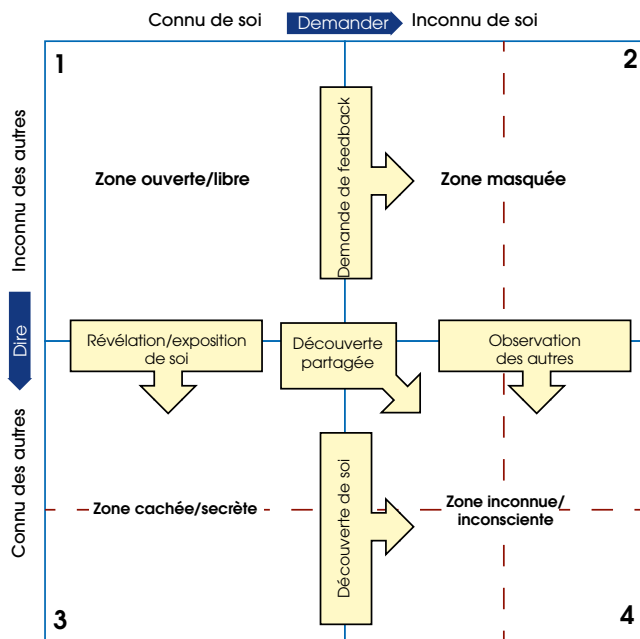 Connu de soi
Demander
Inconnu de soi
1
2
Inconnu des autres
Demande de feedback
Zone ouverte/libre
Zone masquée
Dire
Révélation/exposition
de soi
Découverte
partagée
Observation
des autres
Connu des autres
Découverte de soi
Zone cachée/secrète
Zone inconnue/
inconsciente
3
4